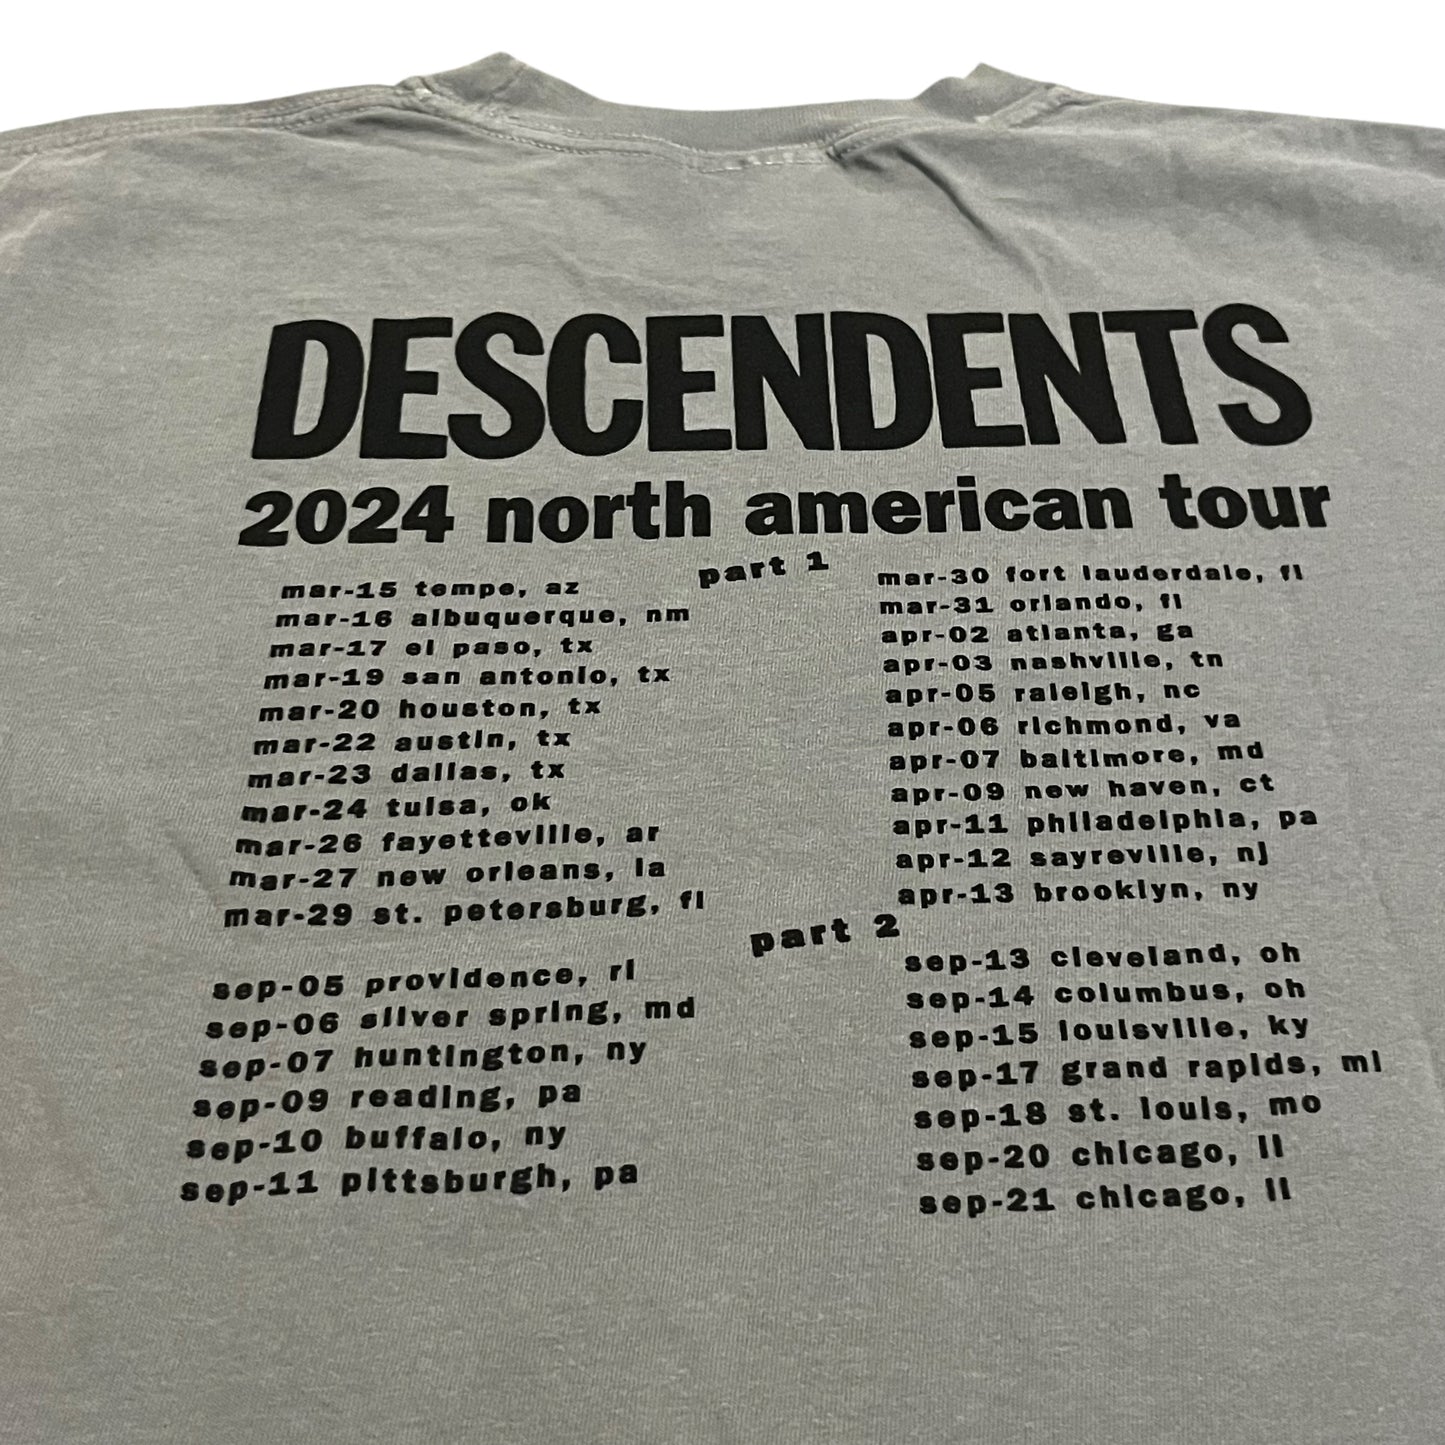 DESCENDENTS
2024 north american tour
part 1
mar-15 tempe, az
mar-16 albuquerque, nm
mar-17 el paso, tx
mar-19 san antonio, tx
mar-20 houston, tx
mar-22 austin, tx
mar-23 dallas, tx
mar-24 tulsa, ok
mar-26 fayetteville, ar
mar-27 new orleans, la
mar-29 st. petersburg, fl
mar-30 fort lauderdale, fl
mar-31 orlando, fl
apr-02 atlanta, ga
apr-03 nashville, tn
apr-05 raleigh, nc
apr-06 richmond, va
apr-07 baltimore, md
apr-09 new haven, ct
apr-11 philadelphia, pa
apr-12 sayreville, nj
apr-13 brooklyn, ny
part 2
sep-05 providence, ri
sep-06 silver spring, md
sep-07 huntington, ny
sep-09 reading, pa
sep-10 buffalo, ny
sep-11 pittsburgh, pa
sep-13 cleveland, oh
sep-14 columbus, oh
sep-15 louisville, ky
sep-17 grand rapids, mi
sep-18 st. louis, mo
sep-20 chicago, il
sep-21 chicago, il